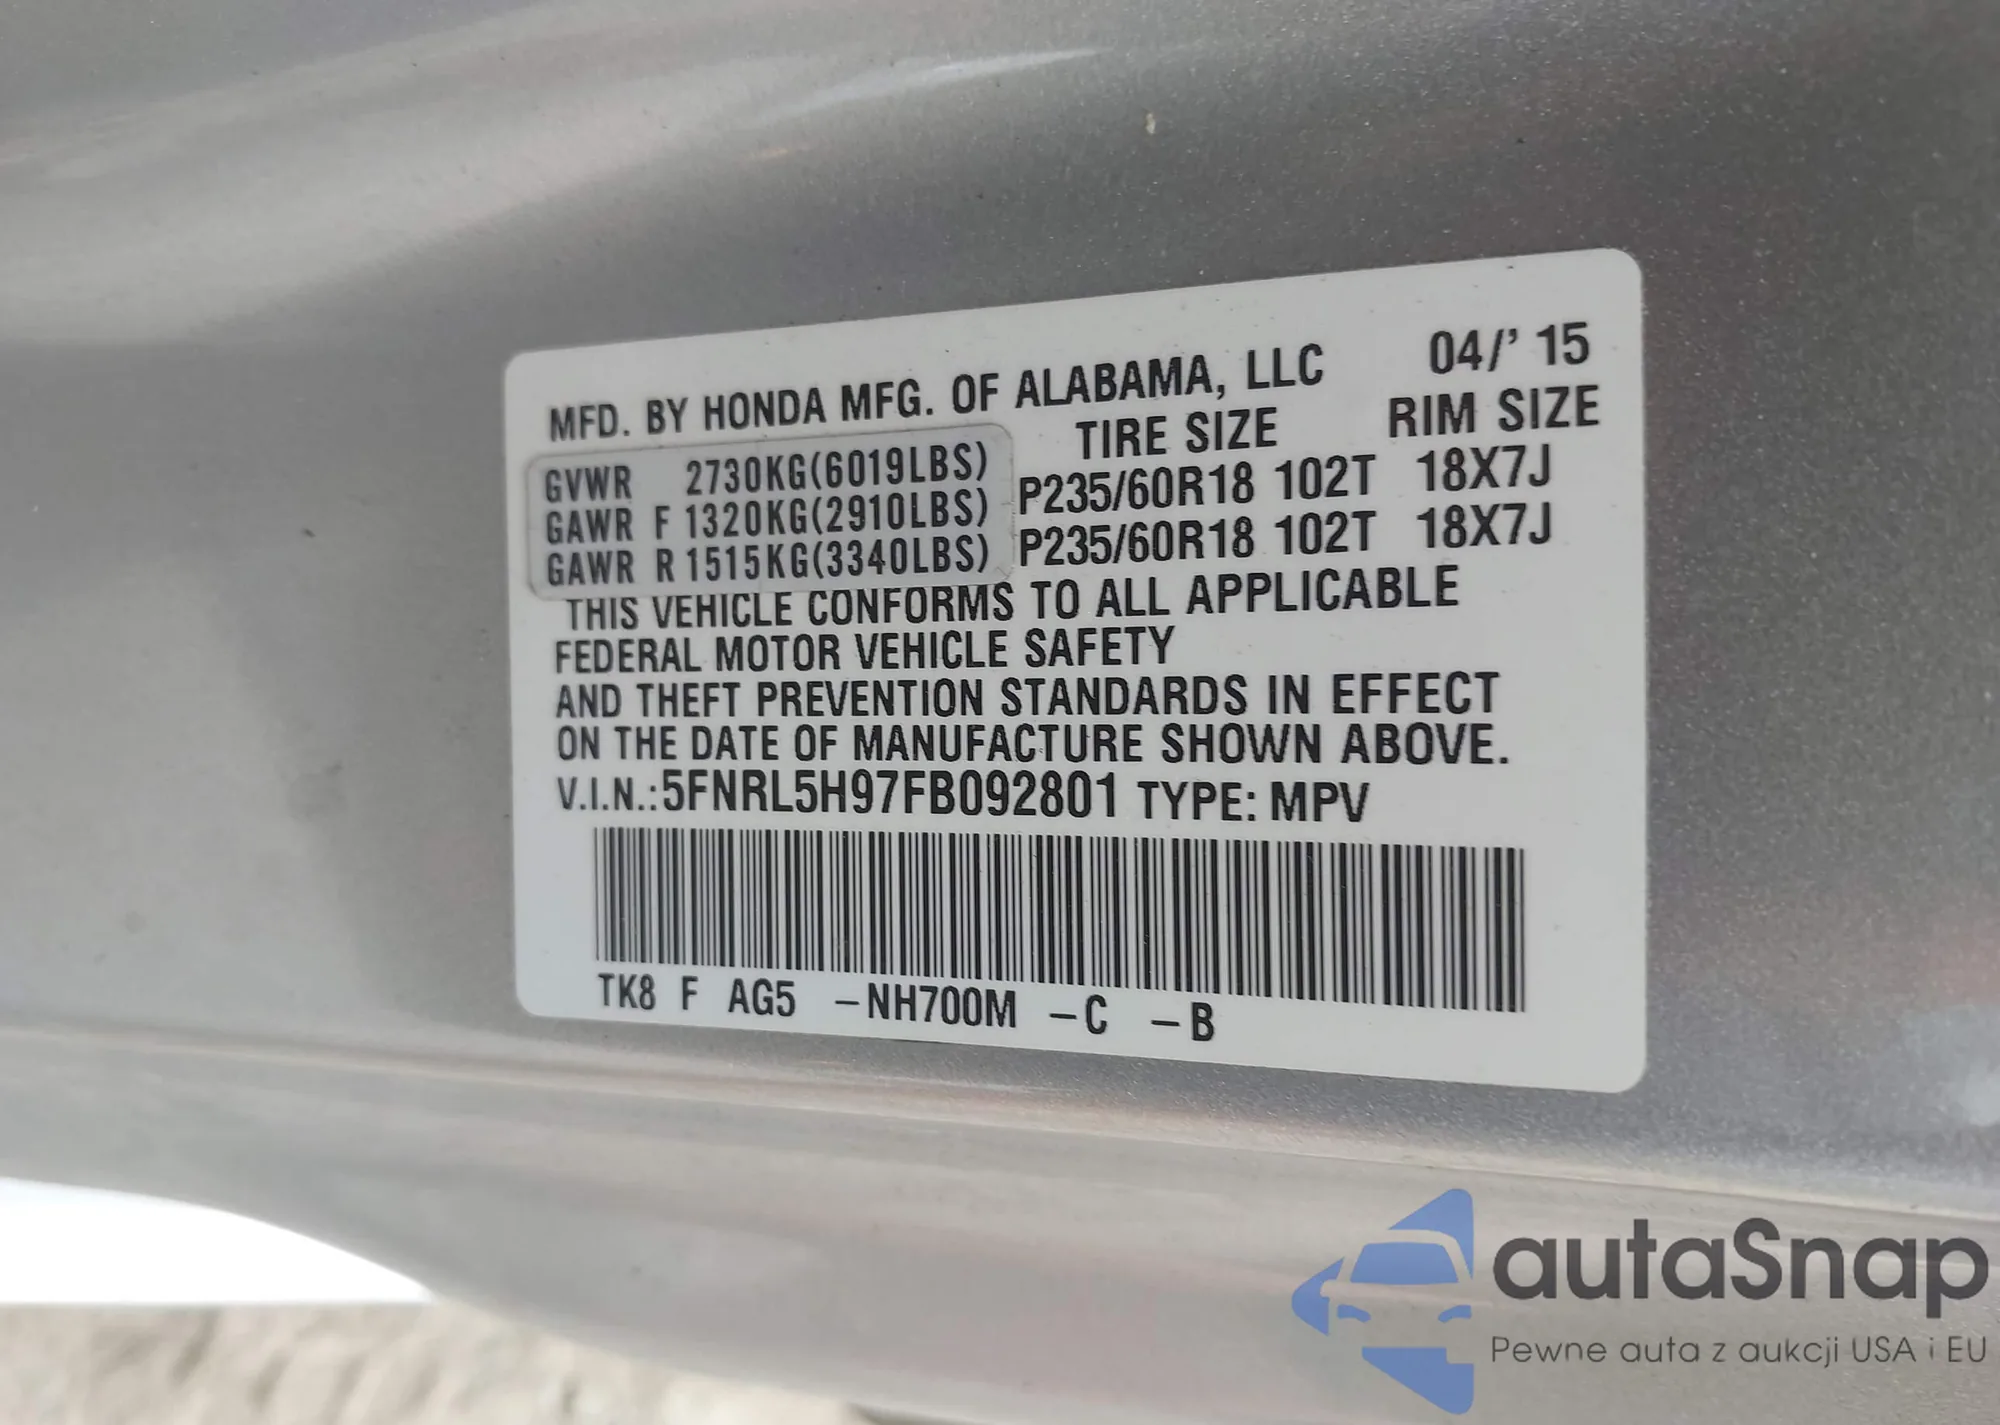 MFD. BY HONDA MFG. OF ALABAMA, LLC 04/' 15
TIRE SIZE RIM SIZE
GVWR 2730KG(6019LBS)
GAWR F 1320KG(2910LBS) P235/60R18 102T 18X7J
GAWR R 1515KG(3340LBS) P235/60R18 102T 18X7J
THIS VEHICLE CONFORMS TO ALL APPLICABLE
FEDERAL MOTOR VEHICLE SAFETY
AND THEFT PREVENTION STANDARDS IN EFFECT
ON THE DATE OF MANUFACTURE SHOWN ABOVE.
V.I.N.:5FNRL5H97FB092801 TYPE: MPV
TK8 F AG5 –NH700M –C –B
autaSnap
Pewne auta z aukcji USA i EU